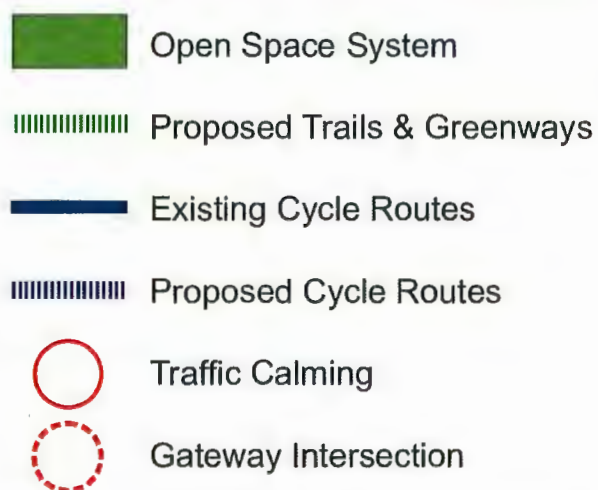 Open Space System
Proposed Trails & Greenways
Existing Cycle Routes
Proposed Cycle Routes
Traffic Calming
Gateway Intersection